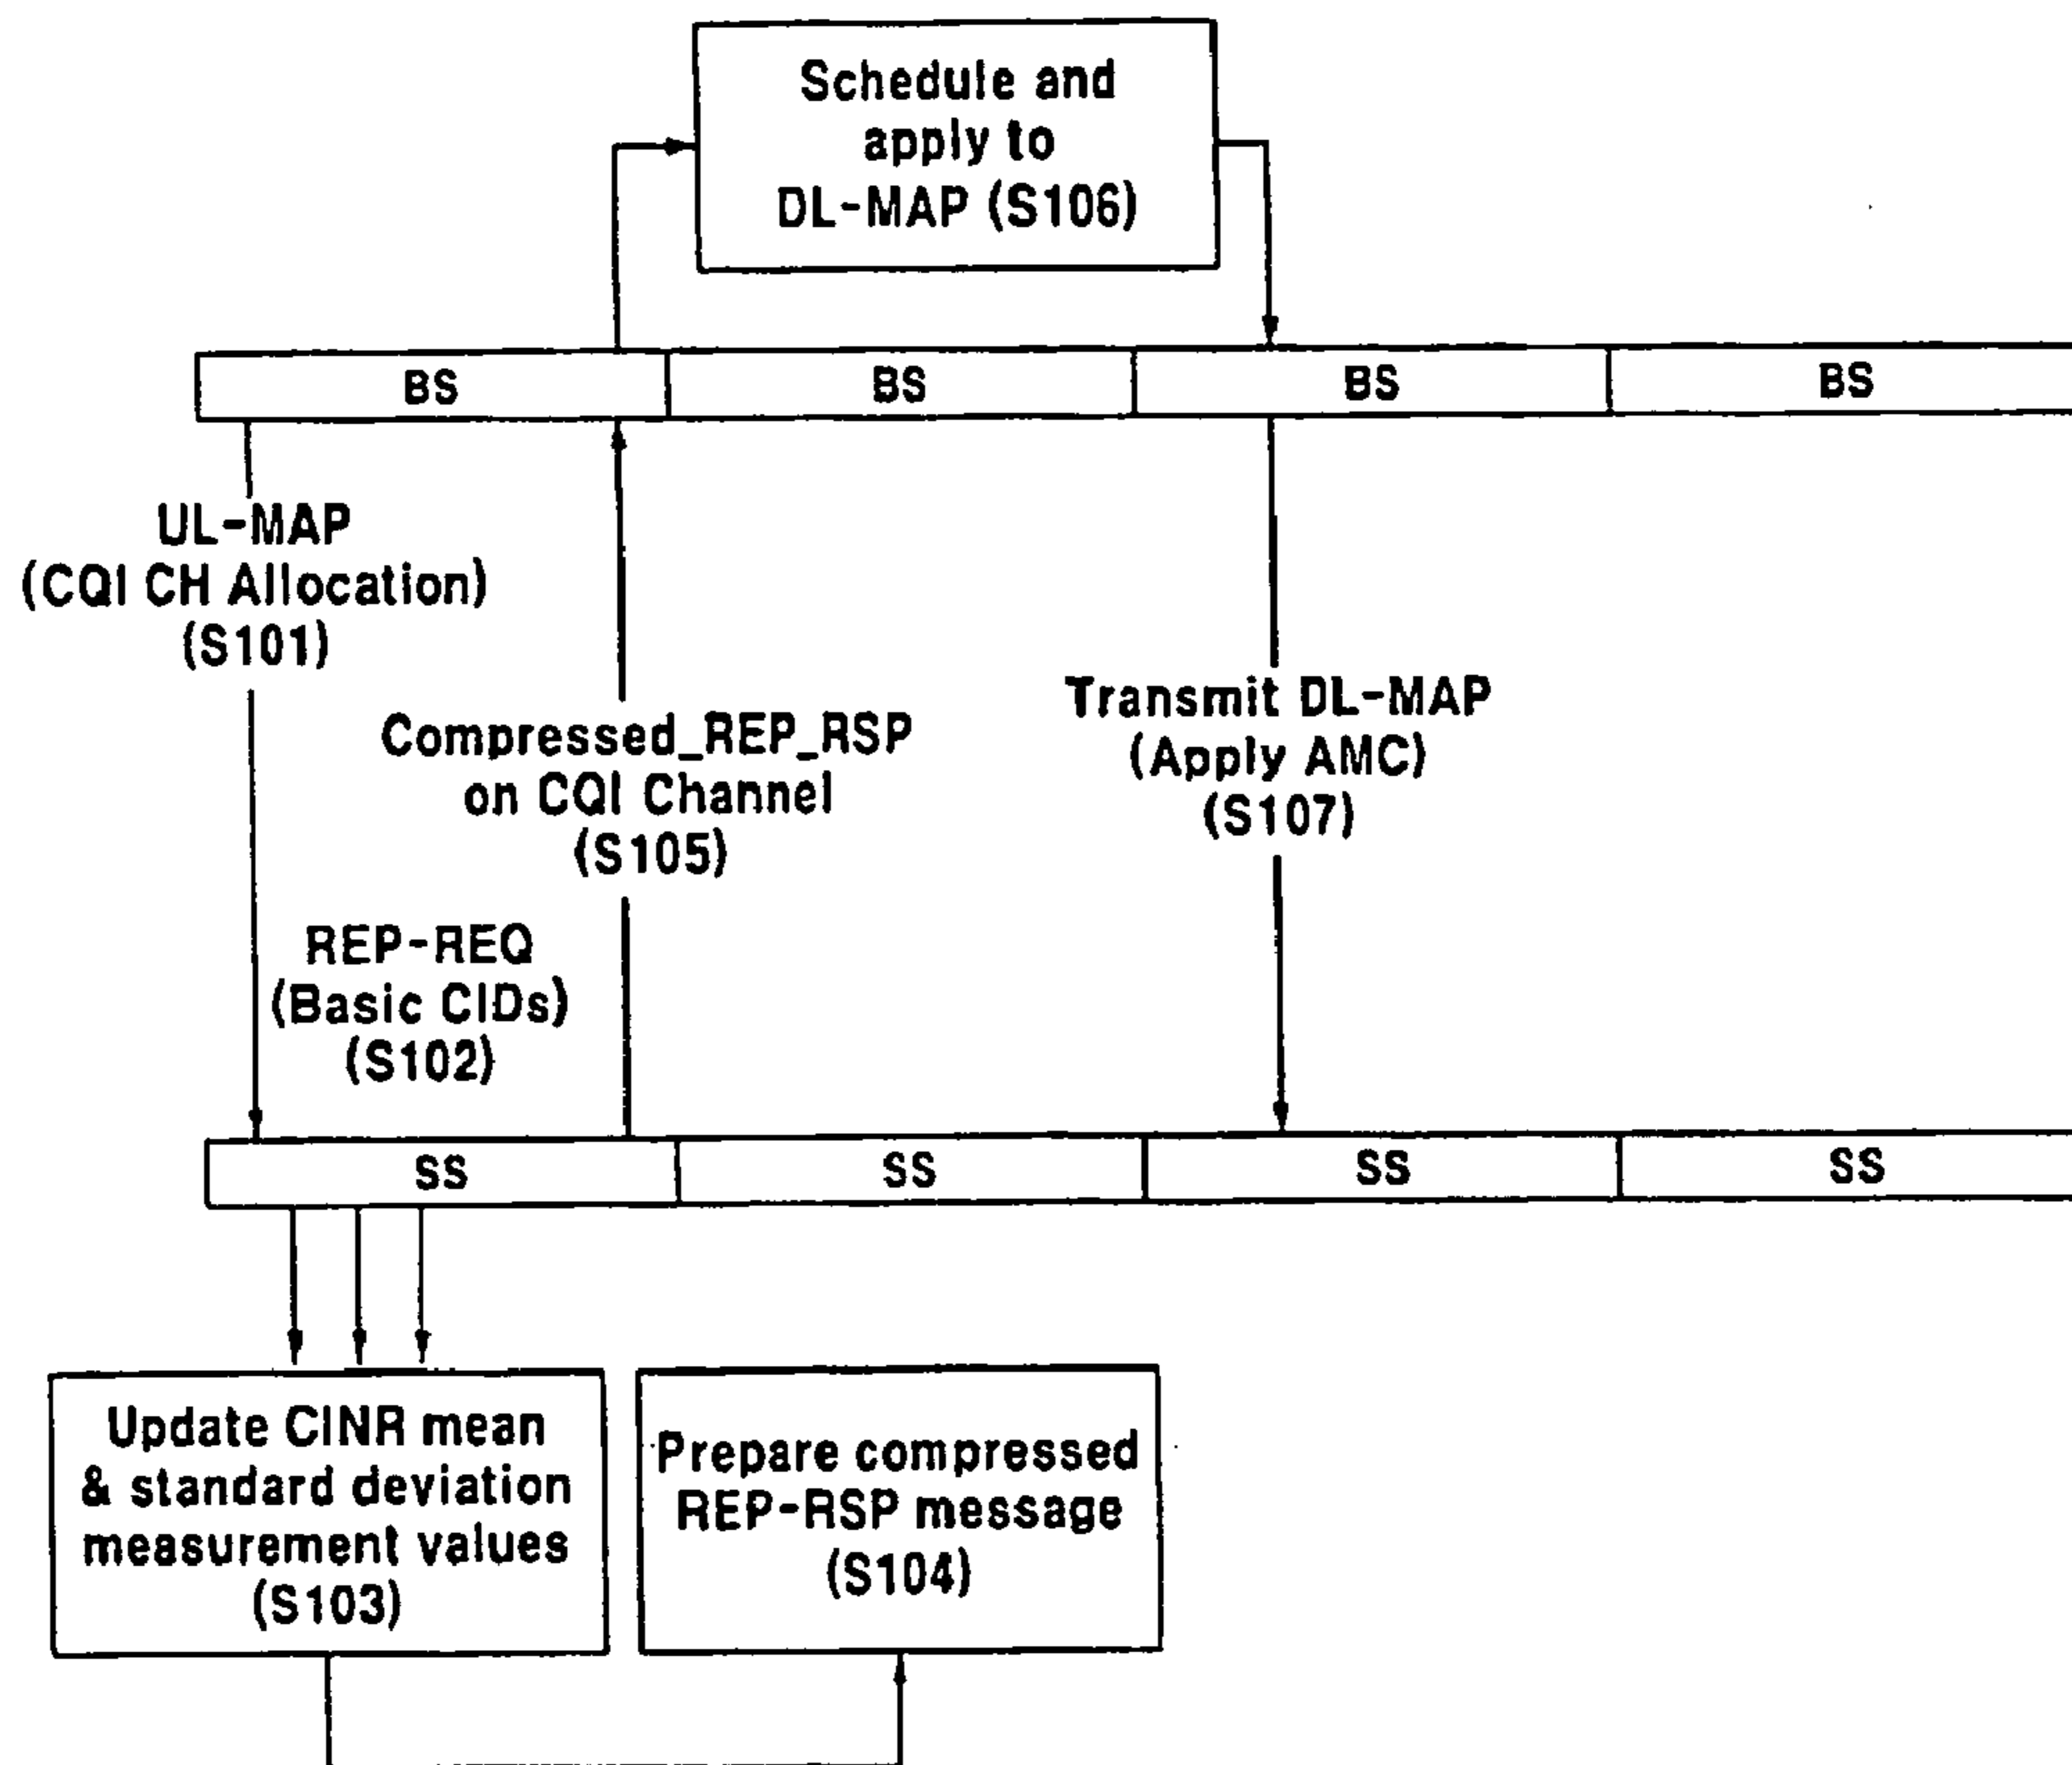 Schedule and
apply to
DL-MAP (S106)
BS
BS
BS
BS
UL-MAP
(CQI CH Allocation)
(S101)
Compressed_REP_RSP
on CQI Channel
(S105)
Transmit DL-MAP
(Apply AMC)
(S107)
REP-REQ
(Basic CIDs)
(S102)
SS
SS
SS
SS
Update CINR mean
& standard deviation
measurement values
(S103)
Prepare compressed
REP-RSP message
(S104)